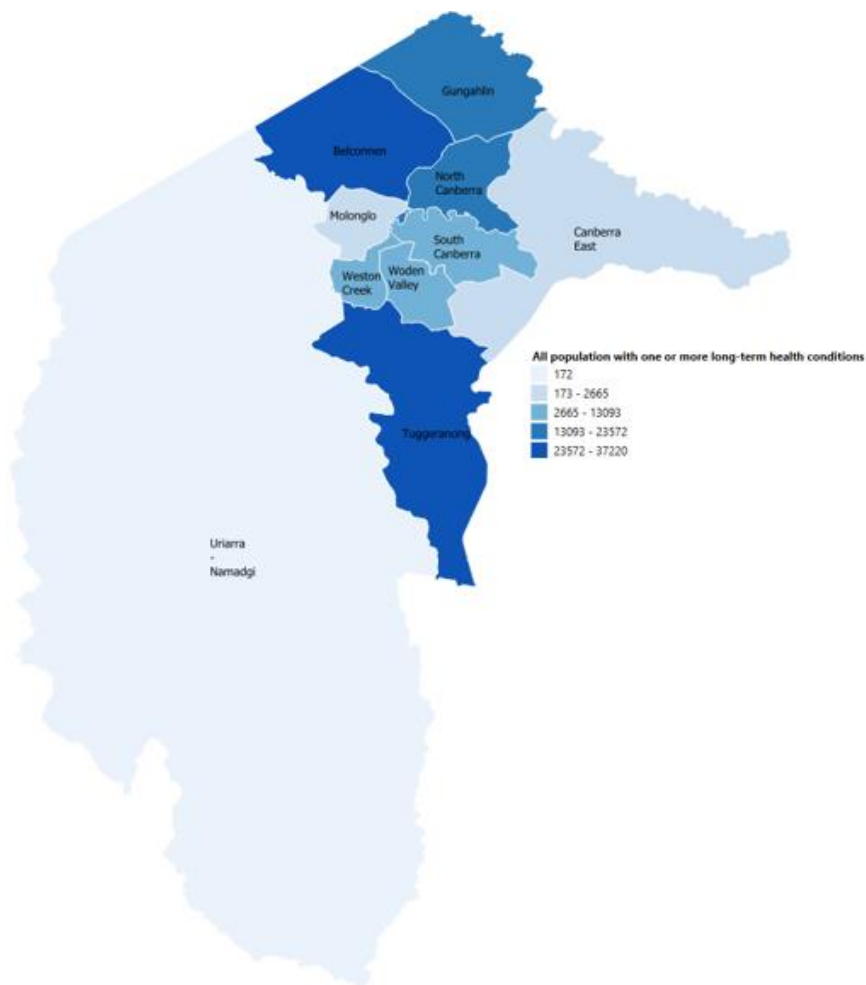 Gungahlin
Belconnen
North
Canberra
Molonglo
South
Canberra
Canberra
East
Weston
Creek
Woden
Valley
All population with one or more long-term health conditions
172
173 - 2665
2665 - 13093
13093 - 23572
23572 - 37220
Tuggeranong
Uriarra
-
Namadgi